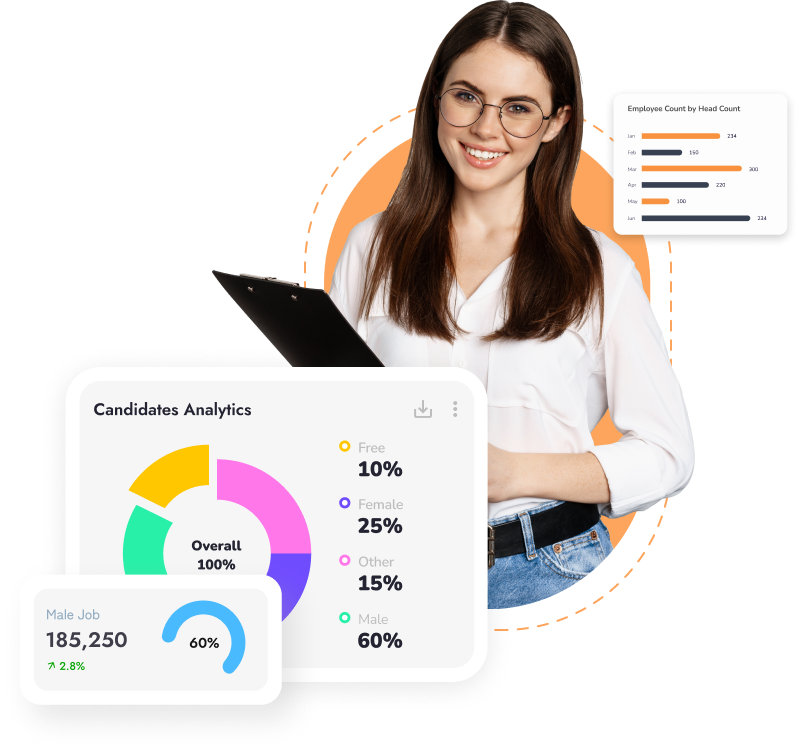 Employee Count by Head Count
Jan 234
Feb 150
Mar 300
Apr 220
May 100
Jun 234
Candidates Analytics
Free
10%
Female
25%
Other
15%
Male
60%
Overall
100%
Male Job
185,250
2.8%
60%